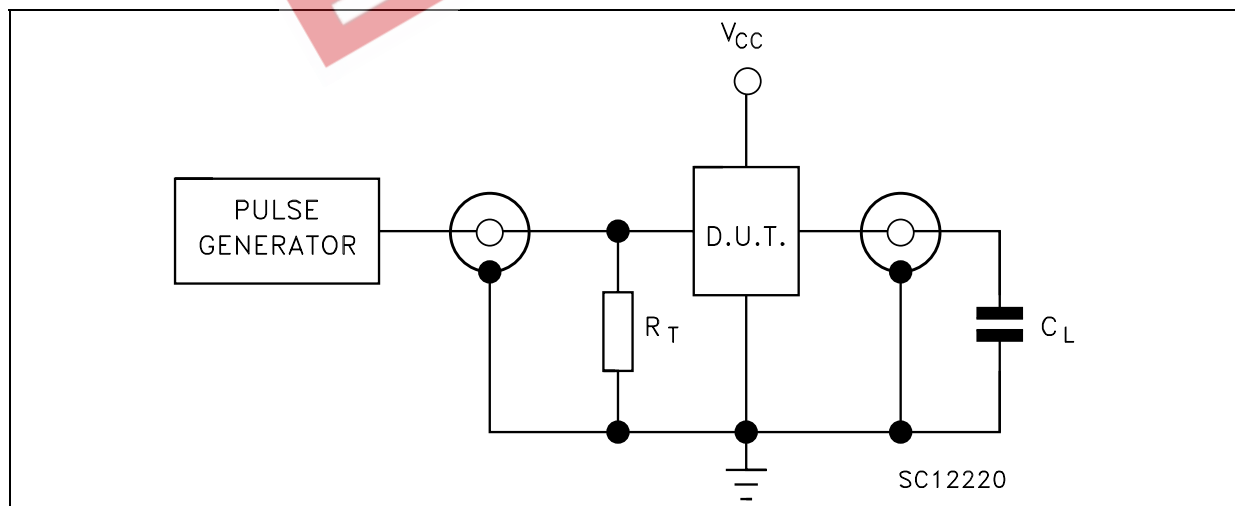 VCC
PULSE
GENERATOR
D.U.T.
RT
CL
SC12220